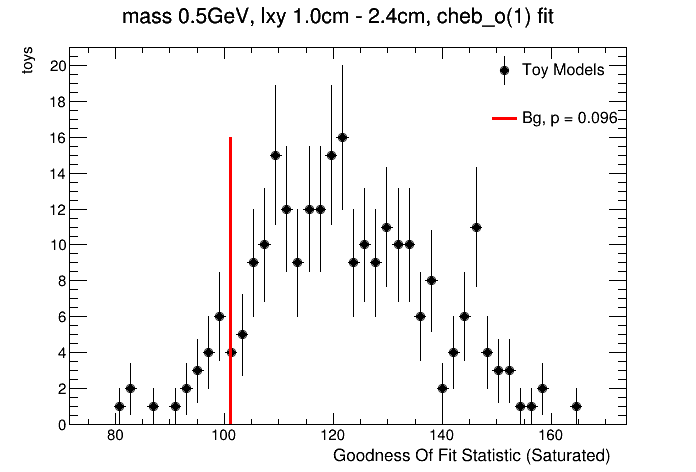 mass 0.5GeV, lxy 1.0cm - 2.4cm, cheb_o(1) fit
toys
20
18
16
14
12
10
8
6
4
2
0
Toy Models
Bg, p = 0.096
80 100 120 140 160
Goodness Of Fit Statistic (Saturated)